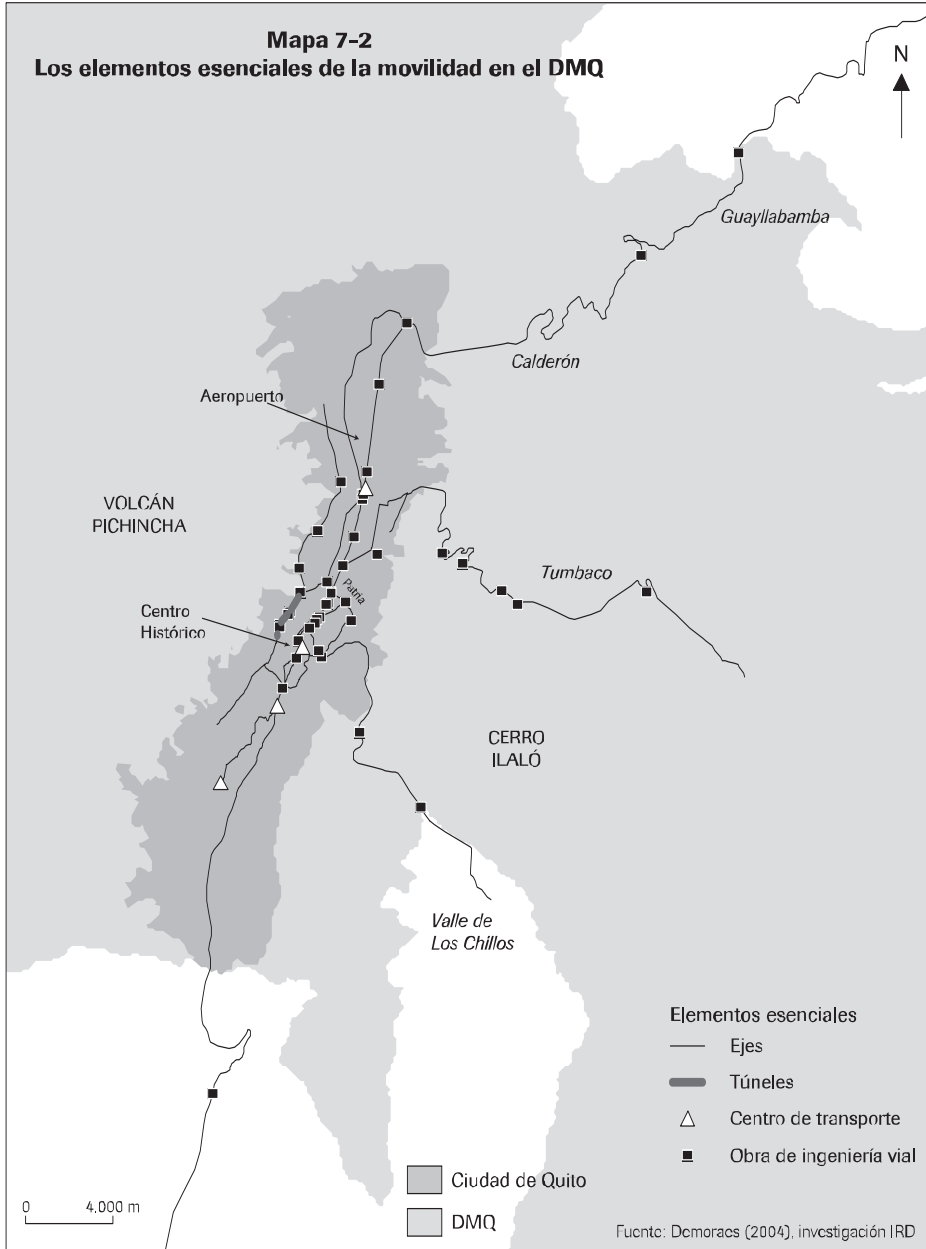 Mapa 7-2
Los elementos esenciales de la movilidad en el DMQ
N
Guayllabamba
Calderón
Aeropuerto
VOLCÁN
PICHINCHA
Tumbaco
Patria
Centro
Histórico
CERRO
ILALÓ
Valle de
Los Chillos
Elementos esenciales
Ejes
Túneles
Centro de transporte
Obra de ingeniería vial
Ciudad de Quito
DMQ
0 4.000 m
Fuente: Demoraes (2004), investigación IRD